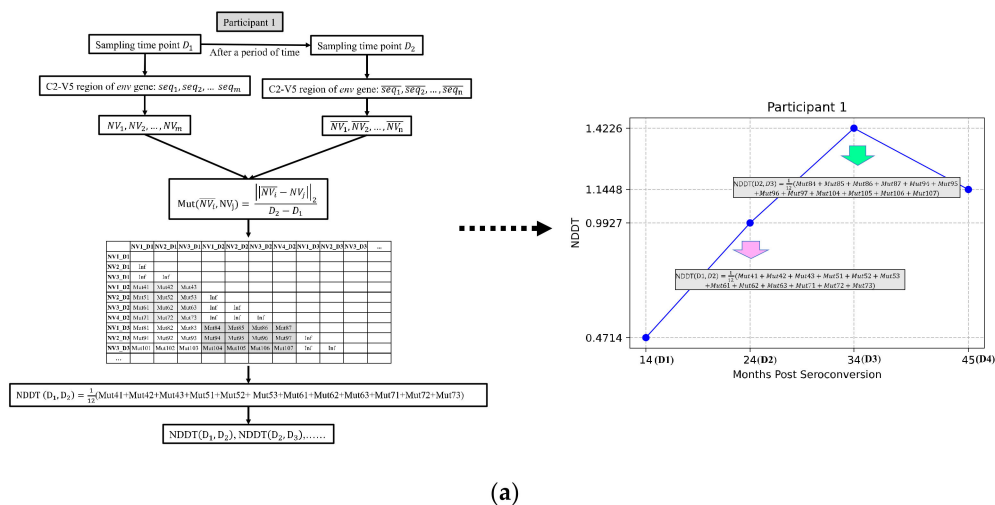 Participant 1
Sampling time point D₁
After a period of time
Sampling time point D₂
C2-V5 region of env gene: seq₁, seq₂, … seqₘ
C2-V5 region of env gene: s̅e̅q̅₁, s̅e̅q̅₂, …, s̅e̅q̅ₙ
NV₁, NV₂, …, NVₘ
N̅V̅₁, N̅V̅₂, …, N̅V̅ₙ
Mut(N̅V̅ᵢ, NVⱼ) = ||N̅V̅ᵢ − NVⱼ||₂ / (D₂ − D₁)
NV1_D1 NV2_D1 NV3_D1 NV1_D2 NV2_D2 NV3_D2 NV4_D2 NV1_D3 NV2_D3 NV3_D3 ...
NV1_D1
NV2_D1 Inf
NV3_D1 Inf Inf
NV1_D2 Mut41 Mut42 Mut43
NV2_D2 Mut51 Mut52 Mut53 Inf
NV3_D2 Mut61 Mut62 Mut63 Inf Inf
NV4_D2 Mut71 Mut72 Mut73 Inf Inf Inf
NV1_D3 Mut81 Mut82 Mut83 Mut84 Mut85 Mut86 Mut87
NV2_D3 Mut91 Mut92 Mut93 Mut94 Mut95 Mut96 Mut97 Inf
NV3_D3 Mut101 Mut102 Mut103 Mut104 Mut105 Mut106 Mut107 Inf Inf
...
NDDT (D₁, D₂) = 1/12(Mut41+Mut42+Mut43+Mut51+Mut52+ Mut53+Mut61+Mut62+Mut63+Mut71+Mut72+Mut73)
NDDT(D₁, D₂), NDDT(D₂, D₃),……
Participant 1
NDDT
1.4226
1.1448
0.9927
0.4714
NDDT(D2, D3) = 1/12(Mut84 + Mut85 + Mut86 + Mut87 + Mut94 + Mut95
+Mut96 + Mut97 + Mut104 + Mut105 + Mut106 + Mut107)
NDDT(D1, D2) = 1/12(Mut41 + Mut42 + Mut43 + Mut51 + Mut52 + Mut53
+Mut61 + Mut62 + Mut63 + Mut71 + Mut72 + Mut73)
14(D1) 24(D2) 34(D3) 45(D4)
Months Post Seroconversion
(a)